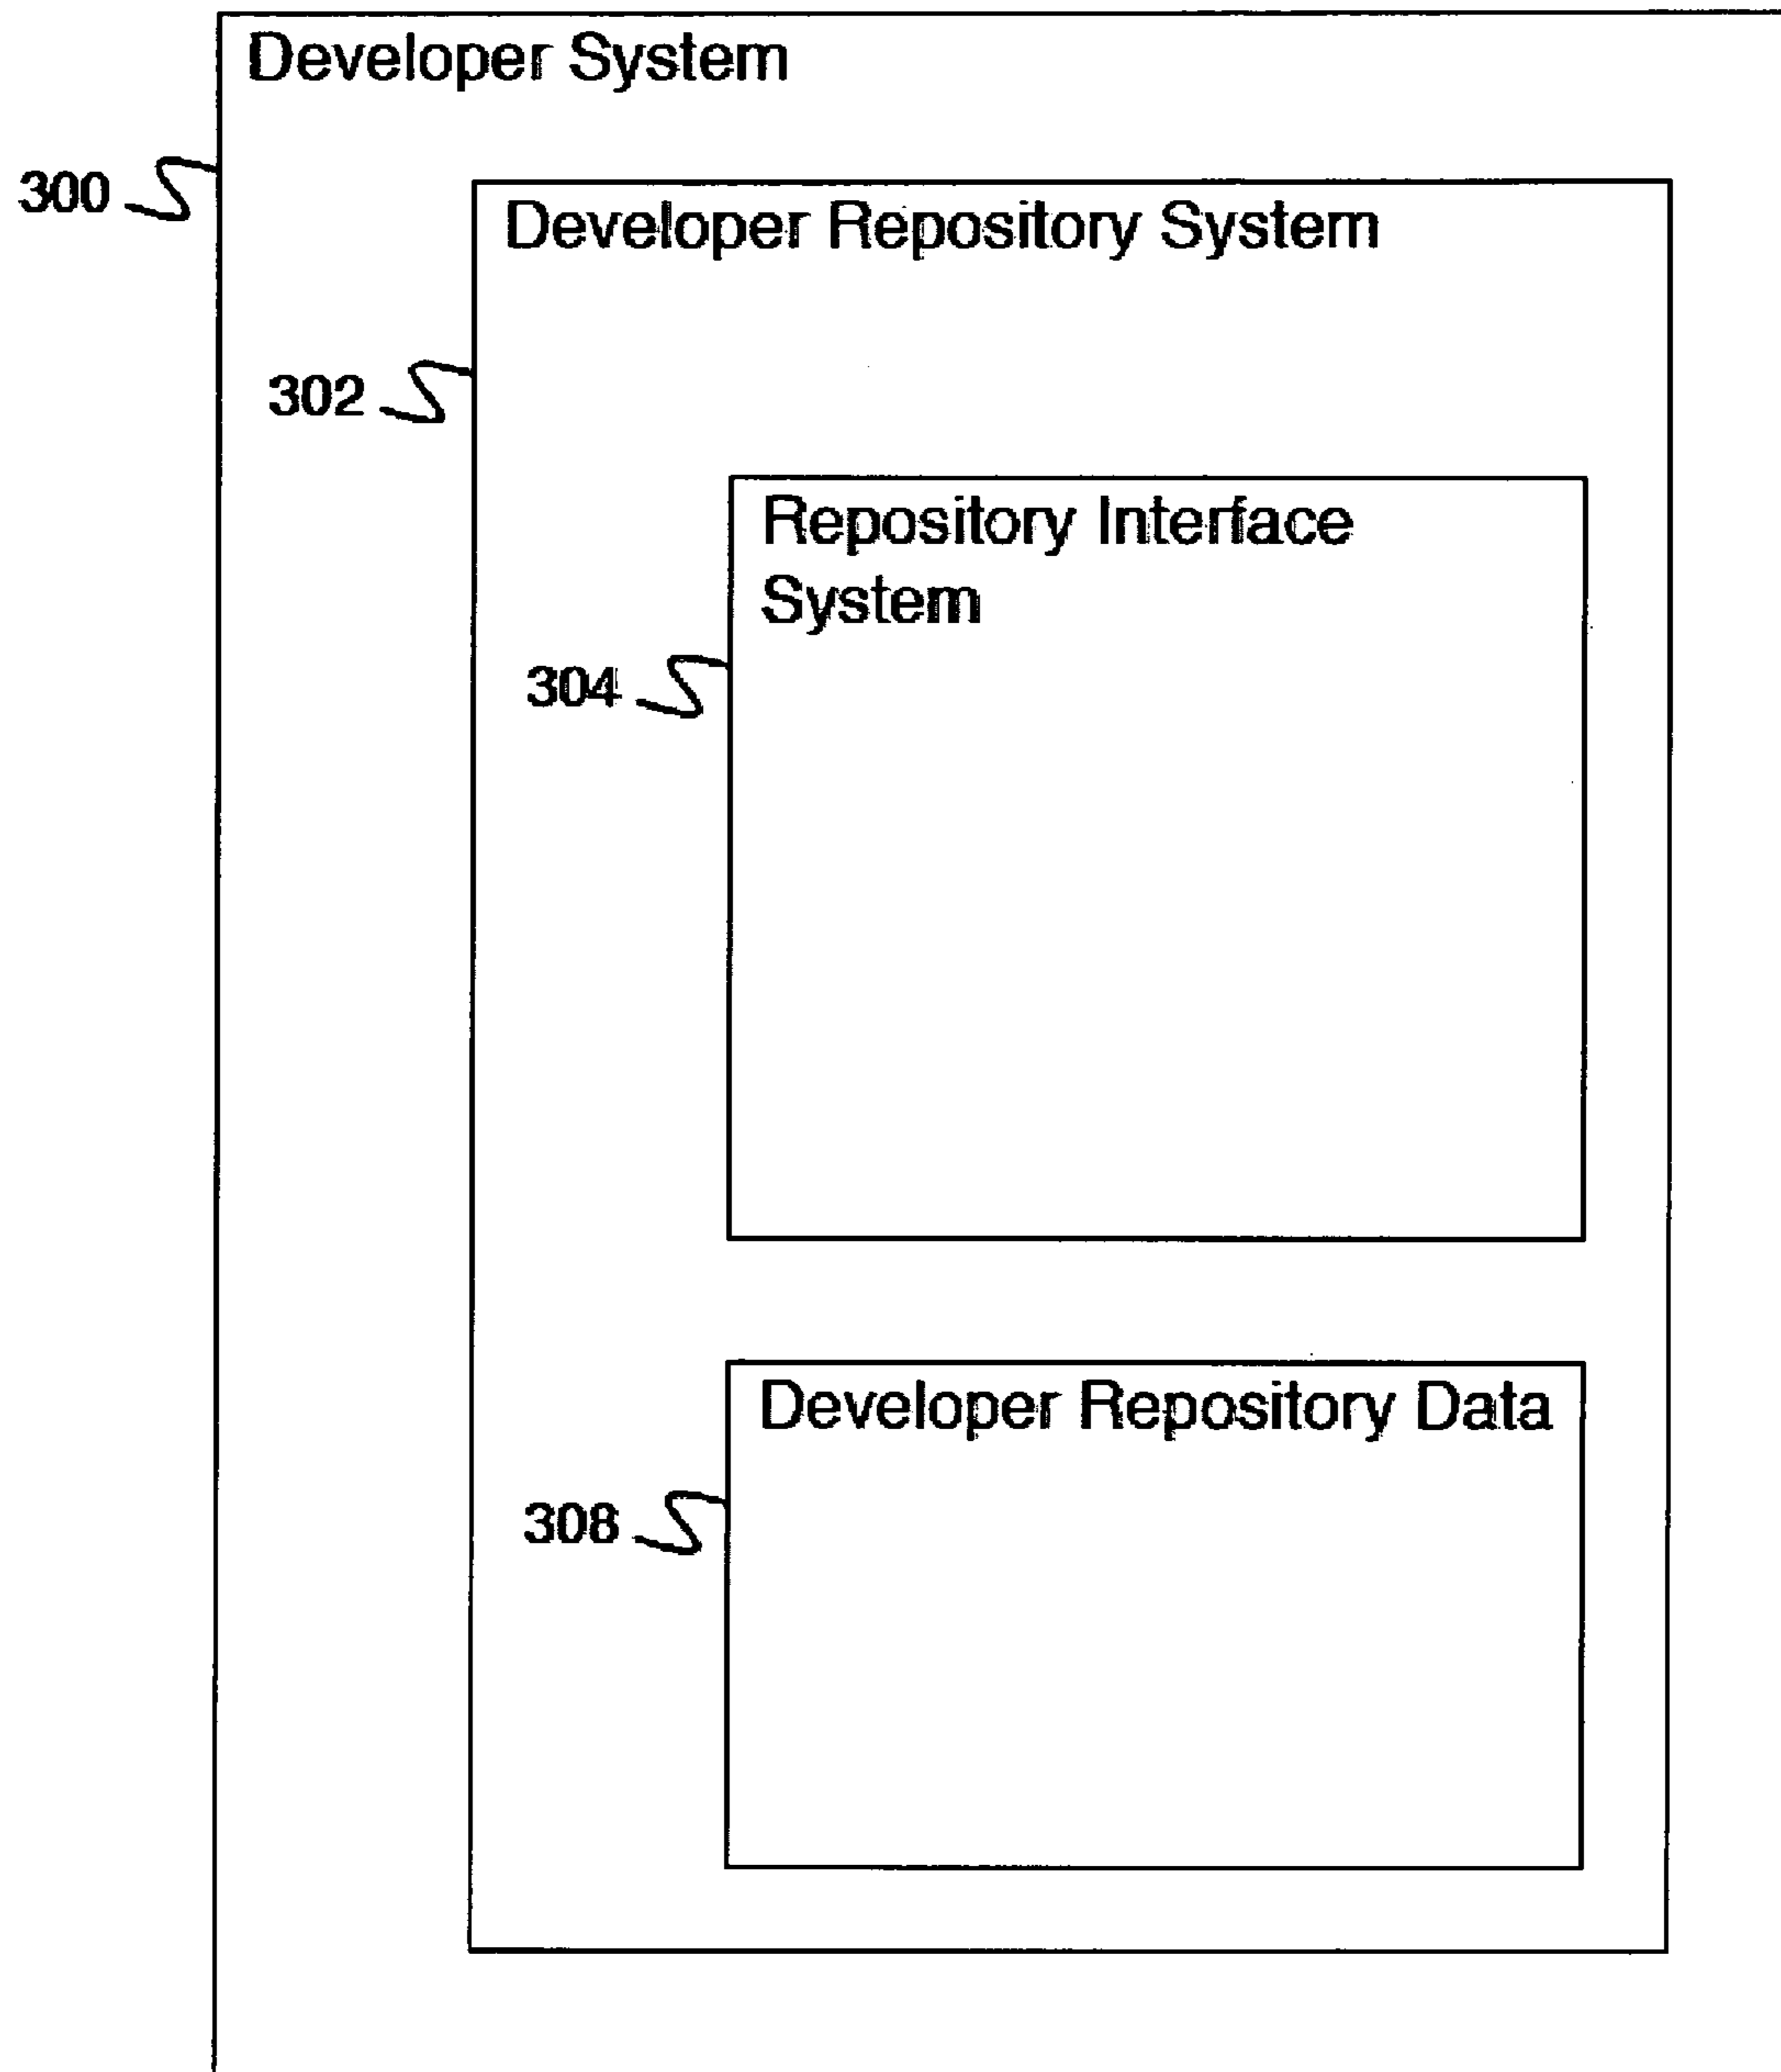 Developer System
300
Developer Repository System
302
Repository Interface
System
304
Developer Repository Data
308